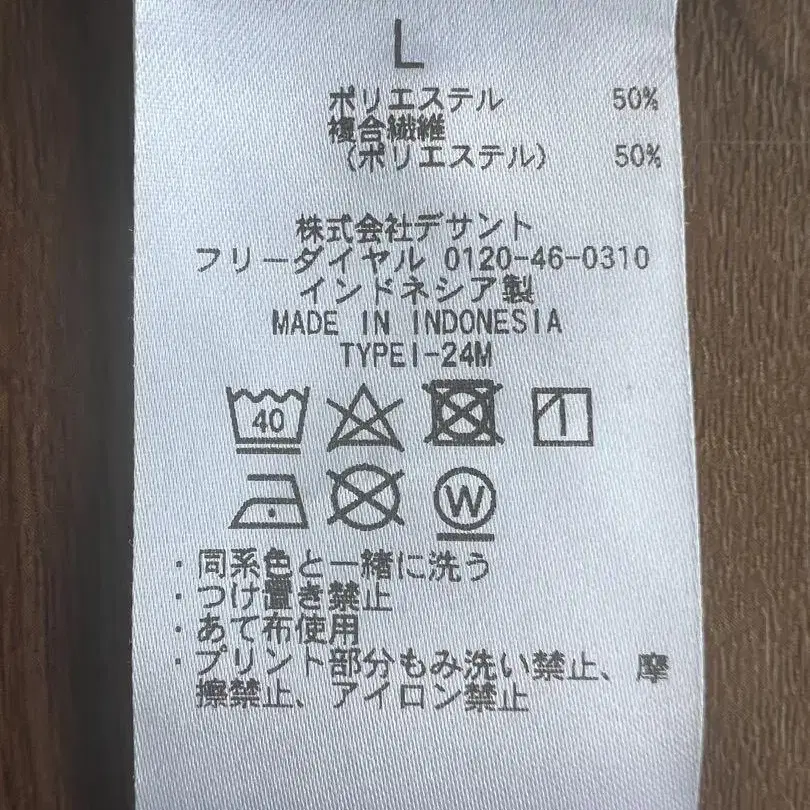 L
ポリエステル 50%
複合繊維
(ポリエステル) 50%
株式会社デサント
フリーダイヤル 0120-46-0310
インドネシア製
MADE IN INDONESIA
TYPEI-24M
40
W
・同系色と一緒に洗う
・つけ置き禁止
・あて布使用
・プリント部分もみ洗い禁止、摩
擦禁止、アイロン禁止